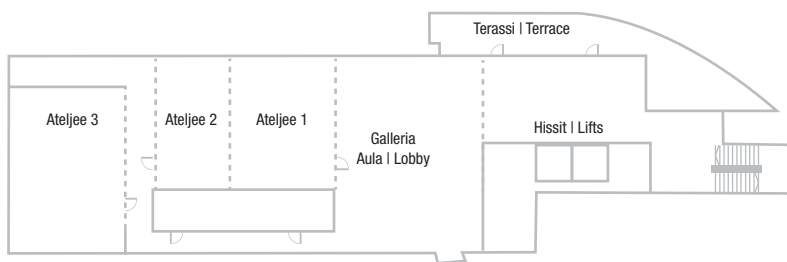 Terassi | Terrace
Ateljee 3
Ateljee 2
Ateljee 1
Galleria
Aula | Lobby
Hissit | Lifts